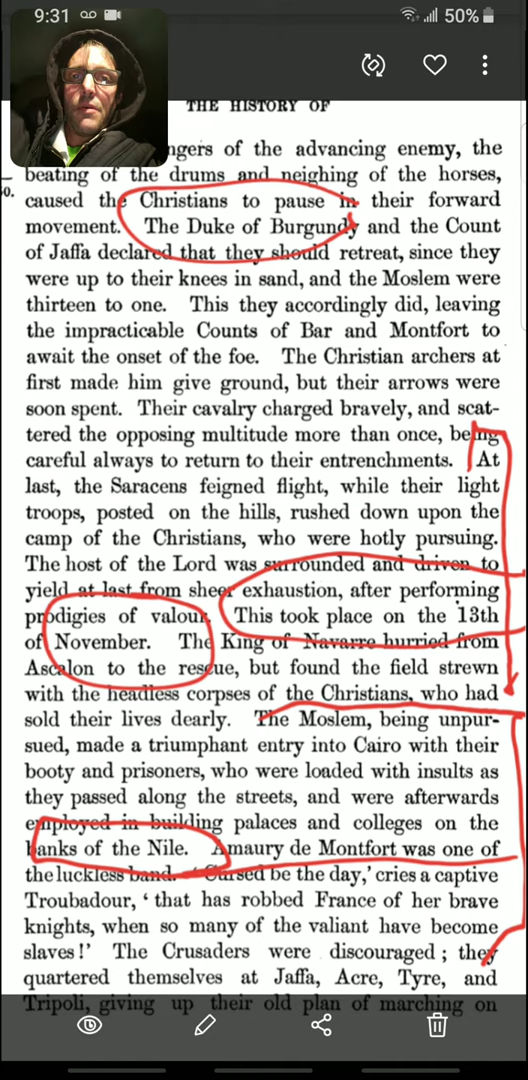 9:31
50%
THE HISTORY OF
ngers of the advancing enemy, the
beating of the drums and neighing of the horses,
caused the Christians to pause in their forward
movement. The Duke of Burgundy and the Count
of Jaffa declared that they should retreat, since they
were up to their knees in sand, and the Moslem were
thirteen to one. This they accordingly did, leaving
the impracticable Counts of Bar and Montfort to
await the onset of the foe. The Christian archers at
first made him give ground, but their arrows were
soon spent. Their cavalry charged bravely, and scat-
tered the opposing multitude more than once, being
careful always to return to their entrenchments. At
last, the Saracens feigned flight, while their light
troops, posted on the hills, rushed down upon the
camp of the Christians, who were hotly pursuing.
The host of the Lord was surrounded and driven to
yield at last from sheer exhaustion, after performing
prodigies of valour. This took place on the 13th
of November. The King of Navarre hurried from
Ascalon to the rescue, but found the field strewn
with the headless corpses of the Christians, who had
sold their lives dearly. The Moslem, being unpur-
sued, made a triumphant entry into Cairo with their
booty and prisoners, who were loaded with insults as
they passed along the streets, and were afterwards
employed in building palaces and colleges on the
banks of the Nile. Amaury de Montfort was one of
the luckless band. 'Cursed be the day,' cries a captive
Troubadour, 'that has robbed France of her brave
knights, when so many of the valiant have become
slaves!' The Crusaders were discouraged; they
quartered themselves at Jaffa, Acre, Tyre, and
Tripoli, giving up their old plan of marching on